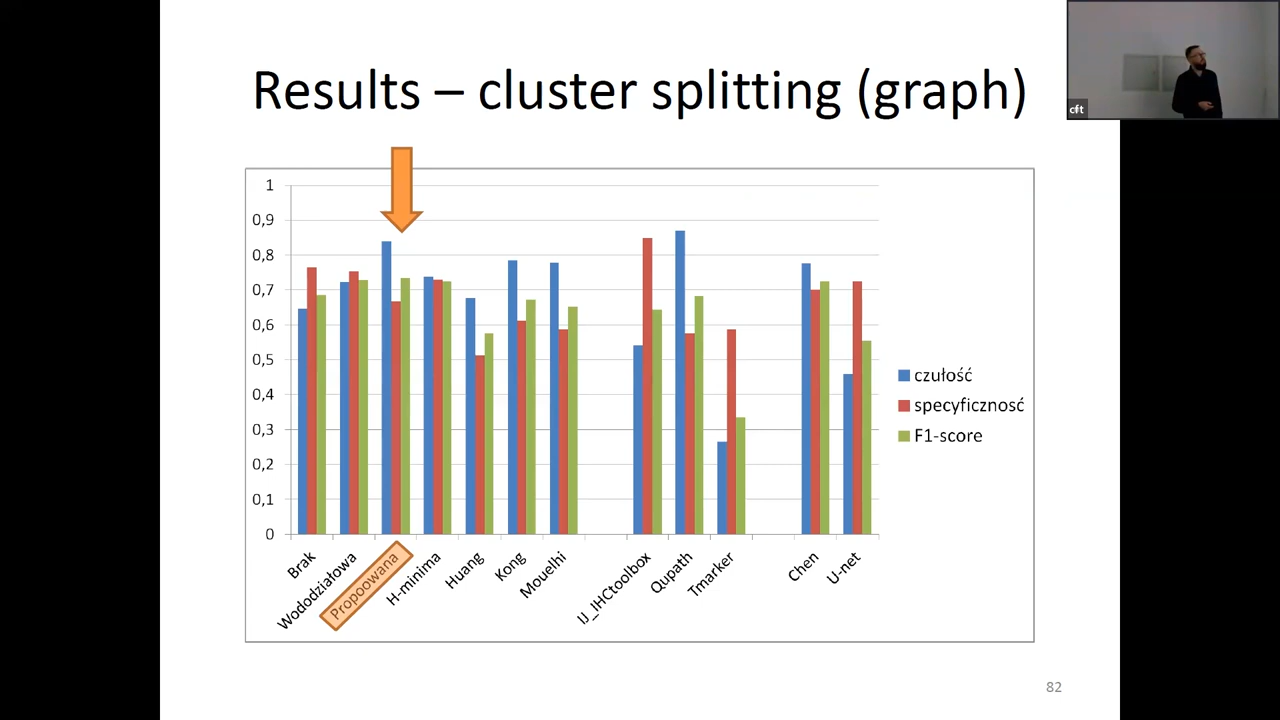 Results – cluster splitting (graph)
cft
1
0,9
0,8
0,7
0,6
0,5
0,4
0,3
0,2
0,1
0
Brak
Wododziałowa
Propoowana
H-minima
Huang
Kong
Mouelhi
IJ_IHCtoolbox
Qupath
Tmarker
Chen
U-net
czułość
specyficznosć
F1-score
82